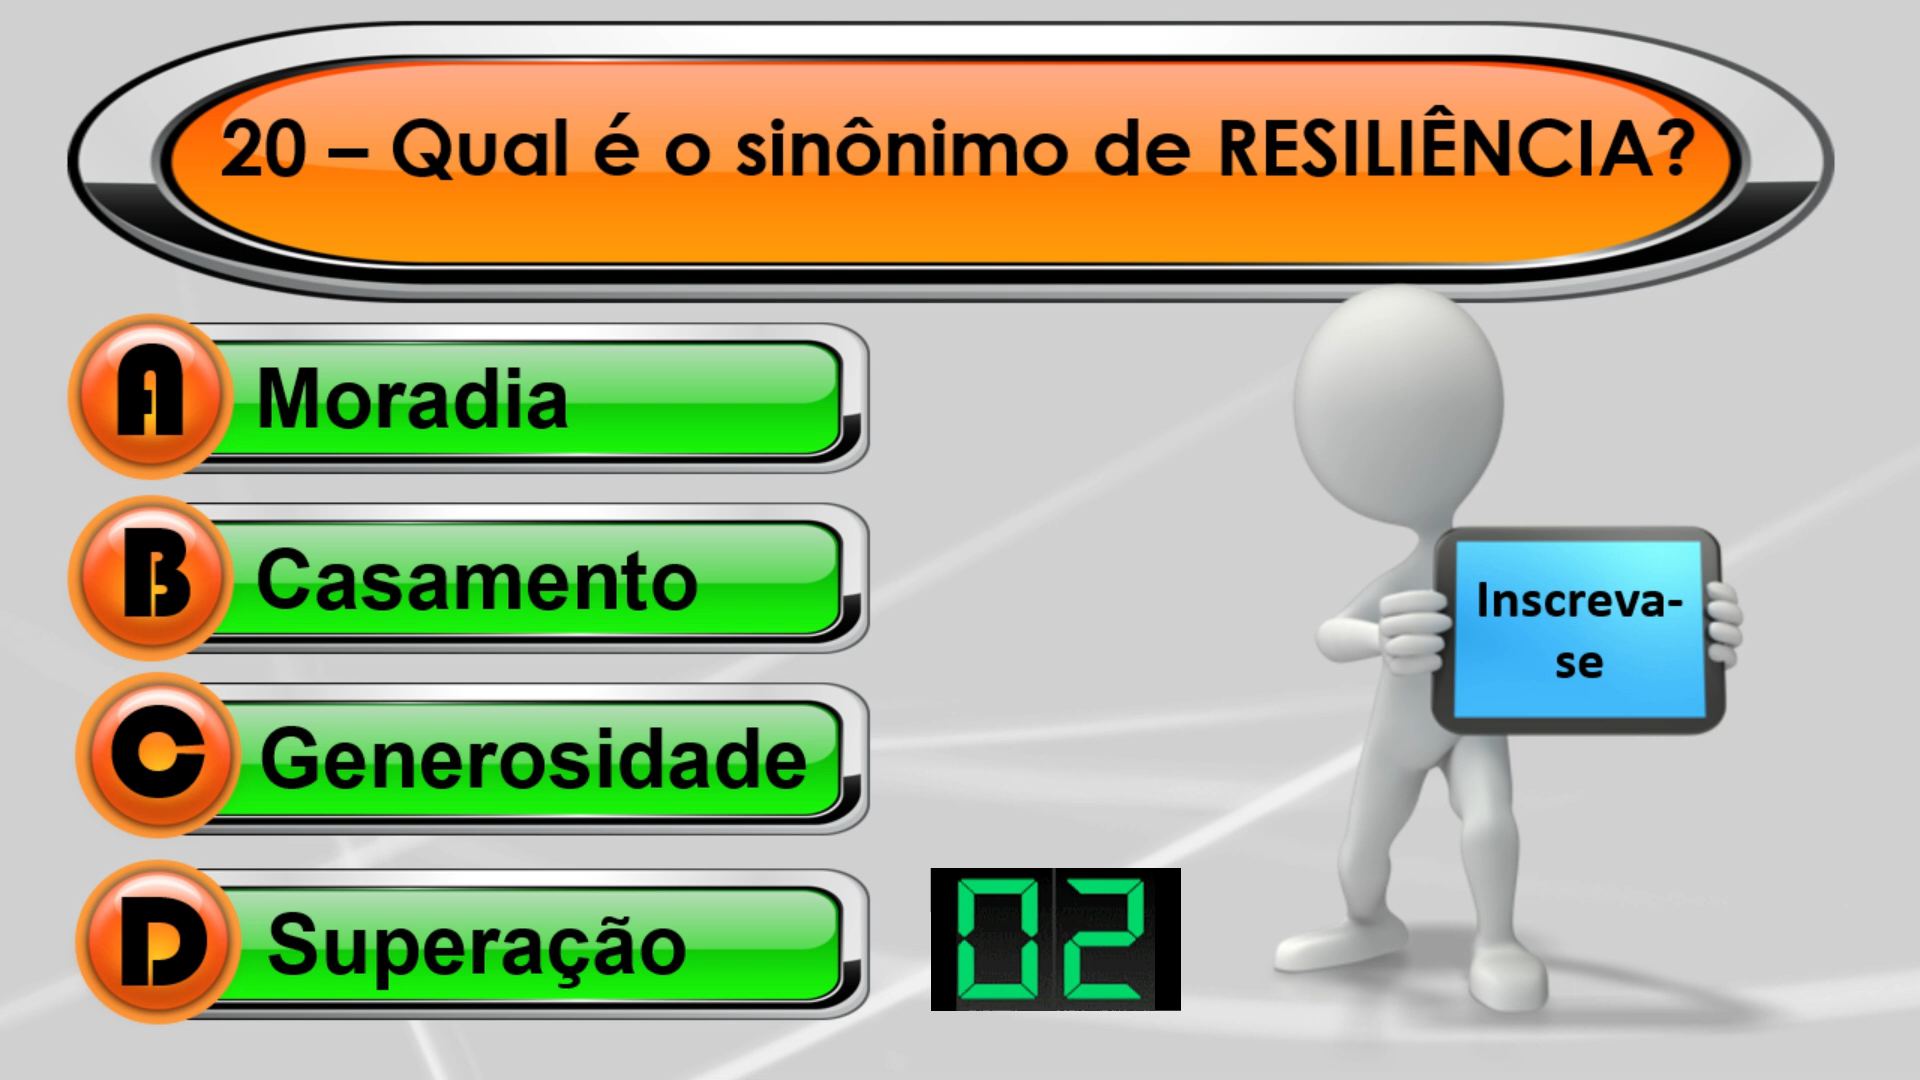 20 – Qual é o sinônimo de RESILIÊNCIA?
A Moradia
B Casamento
C Generosidade
D Superação
02
Inscreva-
se